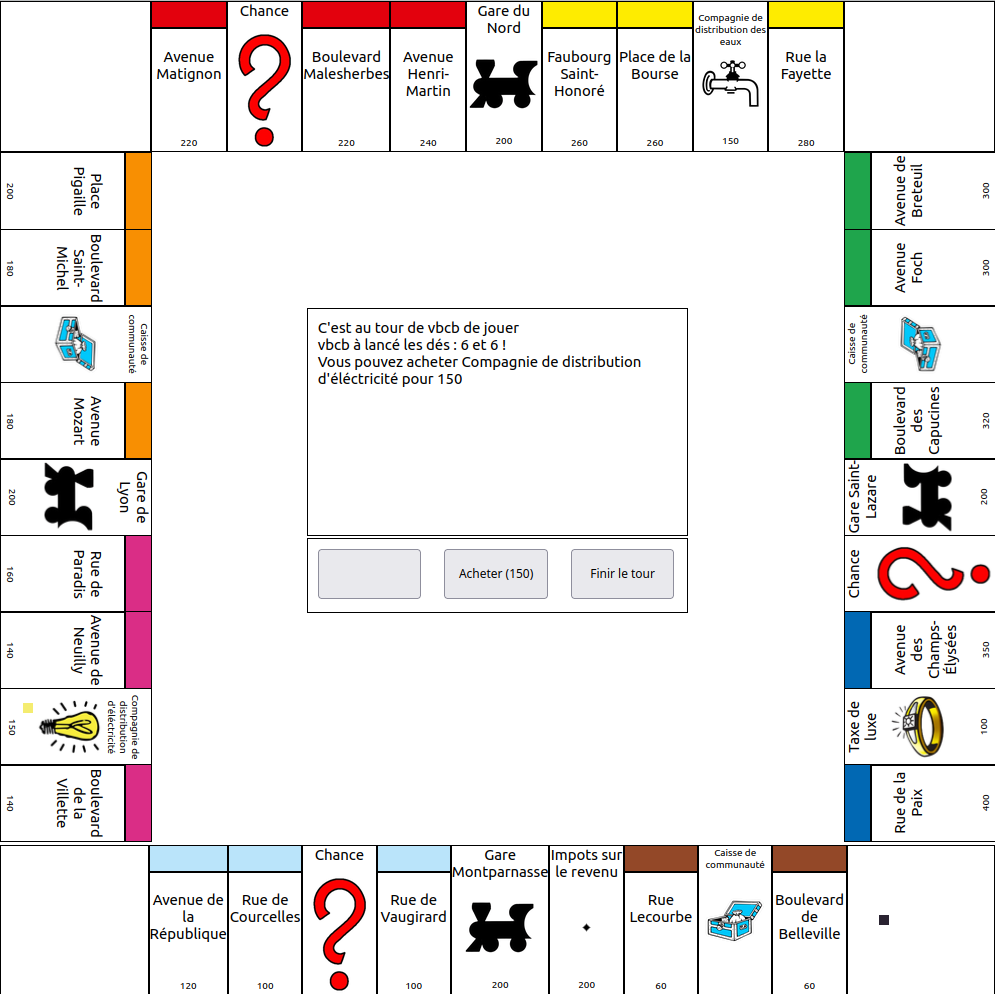 Avenue
Matignon
220
Chance
Boulevard
Malesherbes
220
Avenue
Henri-
Martin
240
Gare du
Nord
200
Faubourg
Saint-
Honoré
260
Place de la
Bourse
260
Compagnie de
distribution des
eaux
150
Rue la
Fayette
280
Place
Pigaille
200
Boulevard
Saint-
Michel
180
Caisse de
communauté
Avenue
Mozart
180
Gare de
Lyon
200
Rue de
Paradis
160
Avenue de
Neuilly
140
Compagnie de
distribution
d'éléctricité
150
Boulevard
de la
Villette
140
C'est au tour de vbcb de jouer
vbcb à lancé les dés : 6 et 6 !
Vous pouvez acheter Compagnie de distribution
d'éléctricité pour 150
Acheter (150)
Finir le tour
Avenue de
Breteuil
300
Avenue
Foch
300
Caisse de
communauté
Boulevard
des
Capucines
320
Gare Saint-
Lazare
200
Chance
Avenue
des
Champs-
Élysées
350
Taxe de
luxe
100
Rue de la
Paix
400
Avenue de
la
République
120
Rue de
Courcelles
100
Chance
Rue de
Vaugirard
100
Gare
Montparnasse
200
Impots sur
le revenu
200
Rue
Lecourbe
60
Caisse de
communauté
Boulevard
de
Belleville
60